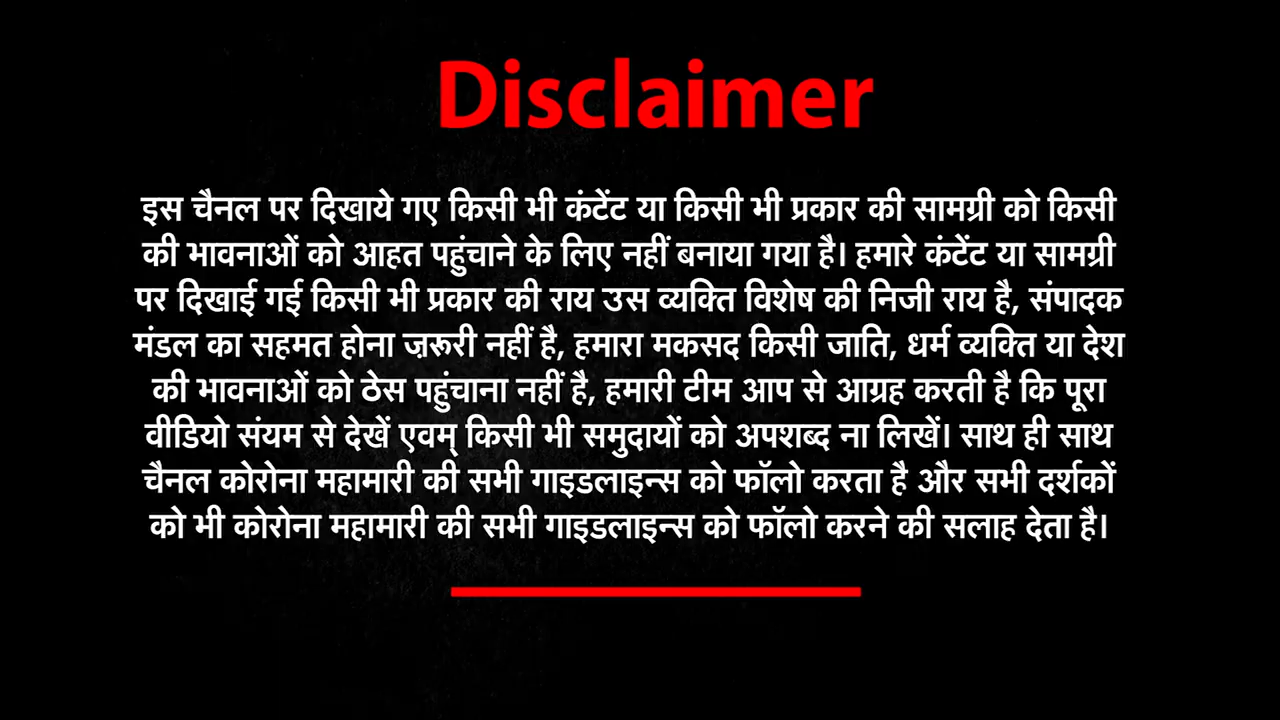 Disclaimer
इस चैनल पर दिखाये गए किसी भी कंटेंट या किसी भी प्रकार की सामग्री को किसी
की भावनाओं को आहत पहुंचाने के लिए नहीं बनाया गया है। हमारे कंटेंट या सामग्री
पर दिखाई गई किसी भी प्रकार की राय उस व्यक्ति विशेष की निजी राय है, संपादक
मंडल का सहमत होना ज़रूरी नहीं है, हमारा मकसद किसी जाति, धर्म व्यक्ति या देश
की भावनाओं को ठेस पहुंचाना नहीं है, हमारी टीम आप से आग्रह करती है कि पूरा
वीडियो संयम से देखें एवम् किसी भी समुदायों को अपशब्द ना लिखें। साथ ही साथ
चैनल कोरोना महामारी की सभी गाइडलाइन्स को फॉलो करता है और सभी दर्शकों
को भी कोरोना महामारी की सभी गाइडलाइन्स को फॉलो करने की सलाह देता है।